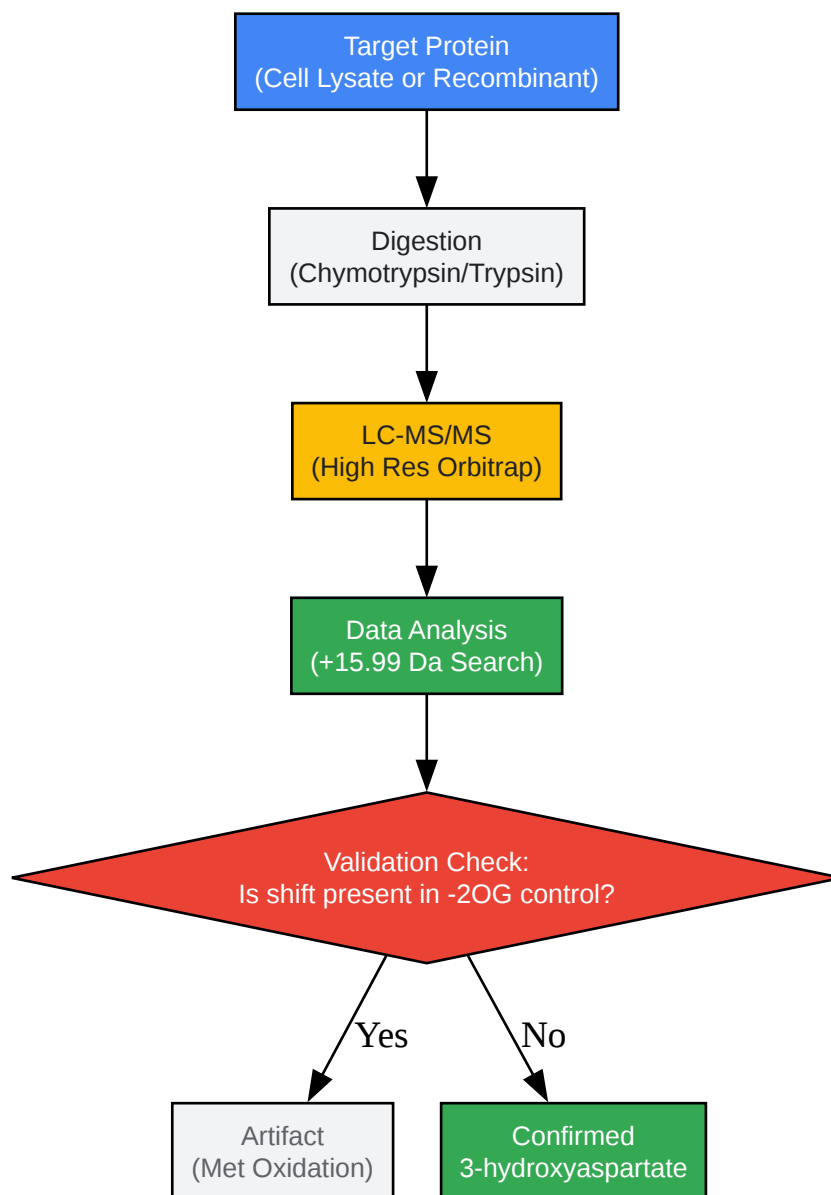 Target Protein
(Cell Lysate or Recombinant)
Digestion
(Chymotrypsin/Trypsin)
LC-MS/MS
(High Res Orbitrap)
Data Analysis
(+15.99 Da Search)
Validation Check:
Is shift present in -2OG control?
Yes
No
Artifact
(Met Oxidation)
Confirmed
3-hydroxyaspartate